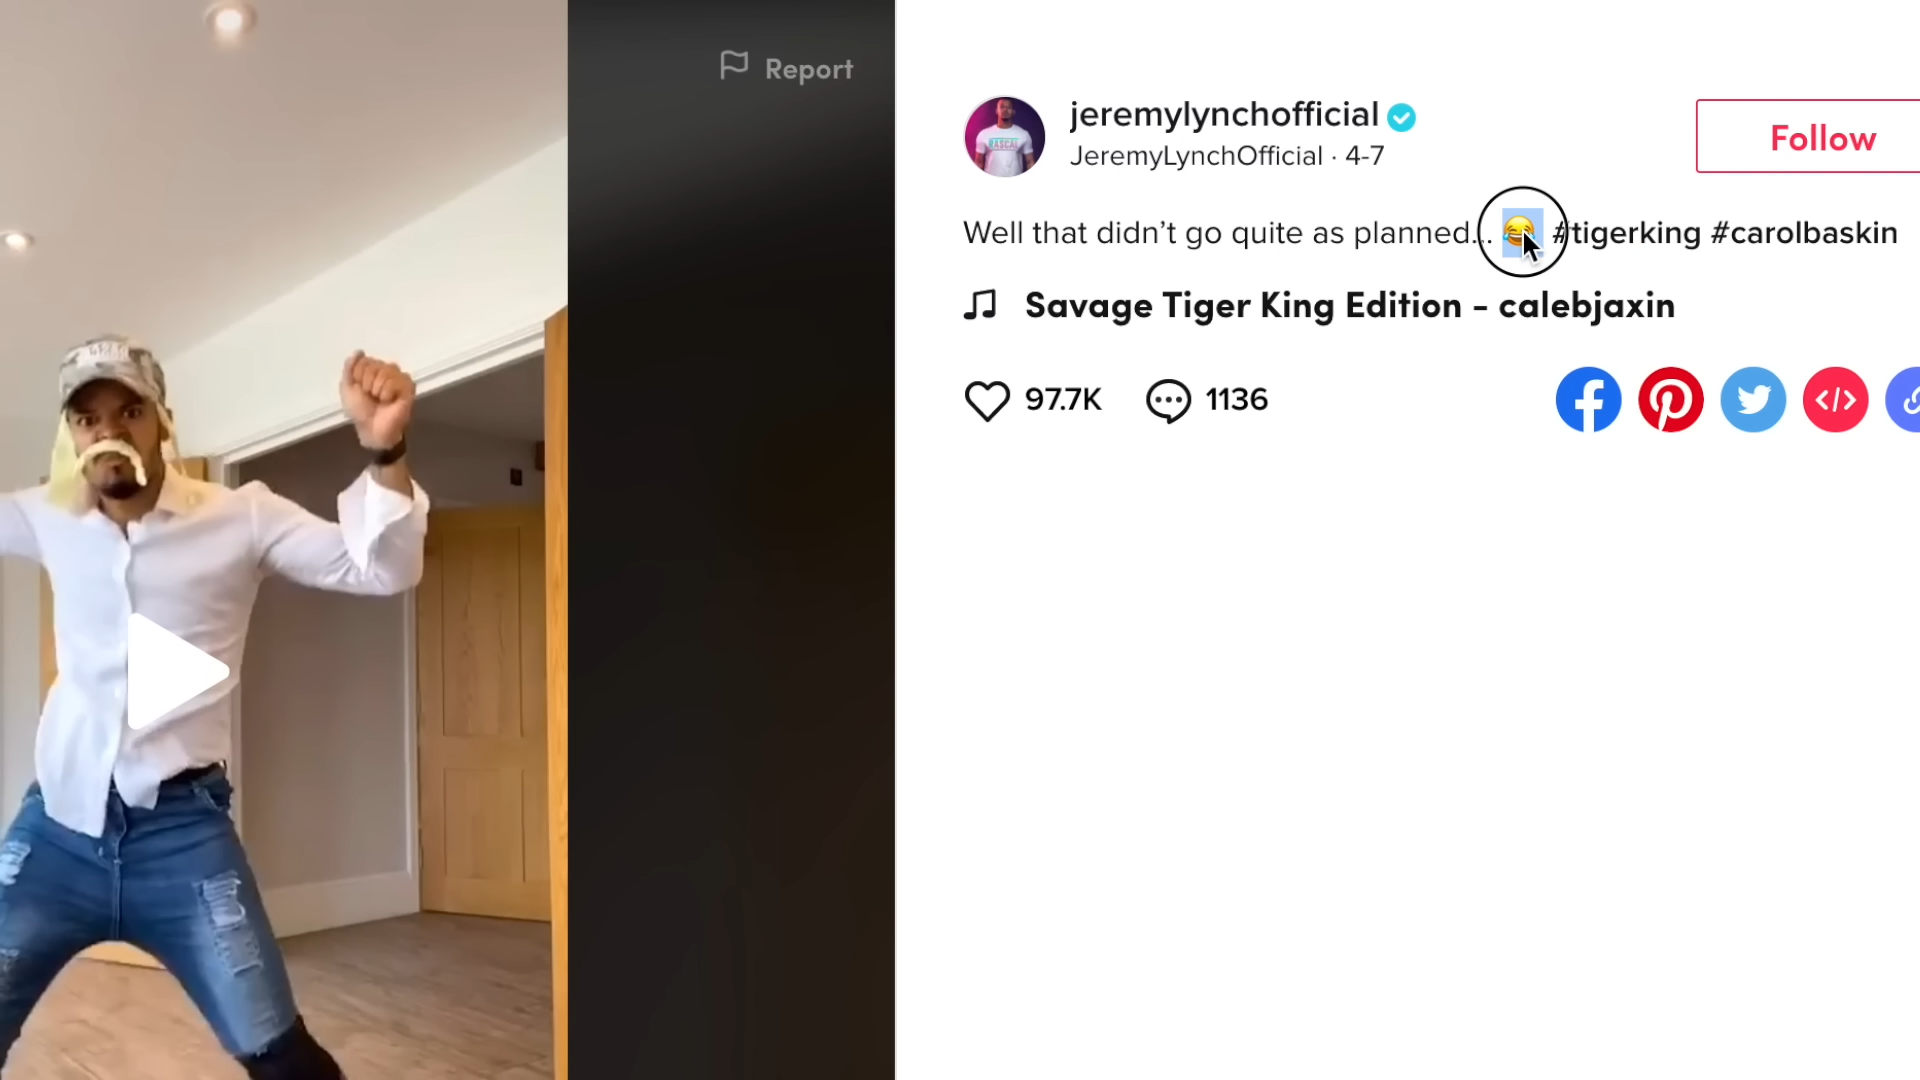 Report
jeremylynchofficial
JeremyLynchOfficial · 4-7
Follow
Well that didn’t go quite as planned... 😂 #tigerking #carolbaskin
Savage Tiger King Edition - calebjaxin
97.7K
1136
RASCAL